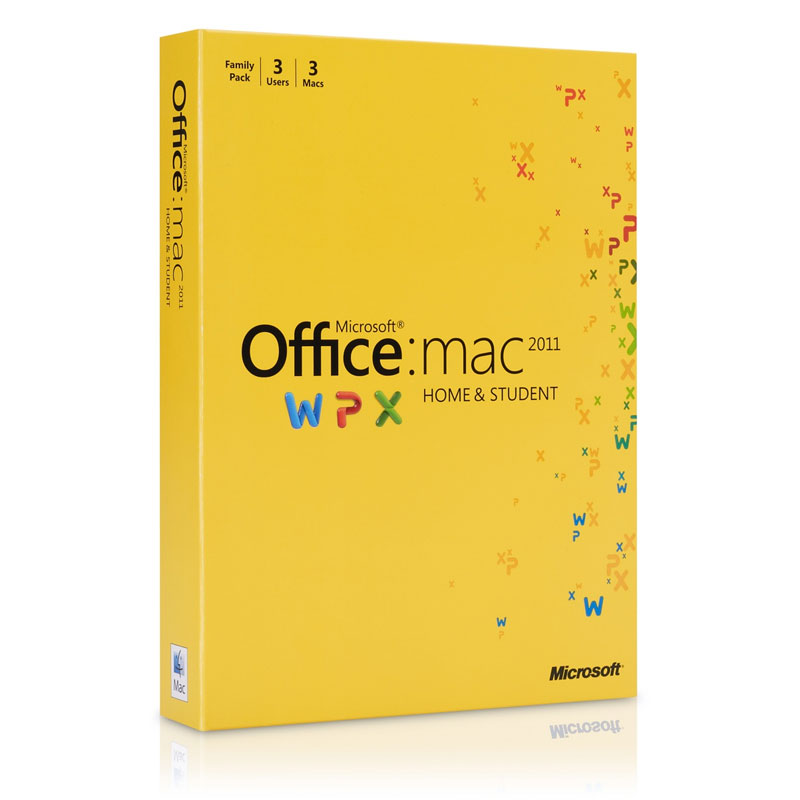 Family Pack
3 Users
3 Macs
Microsoft®
Office:mac 2011
W P X HOME & STUDENT
Microsoft
Microsoft®
Office:mac 2011
HOME & STUDENT
Mac